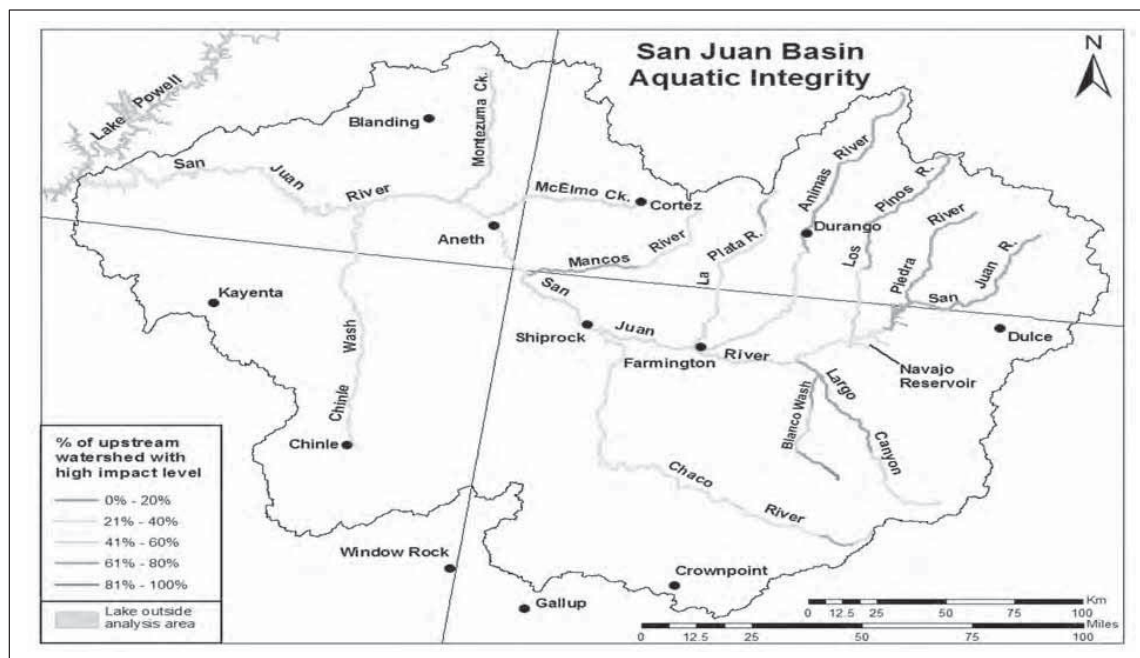 San Juan Basin
Aquatic Integrity
N
Lake Powell
Blanding
Montezuma Ck.
San Juan River
McElmo Ck.
Cortez
Aneth
Mancos River
La Plata R.
Animas River
Durango
Los Pinos R.
Piedra River
San Juan R.
Kayenta
Chinle Wash
San Juan River
Shiprock
Farmington
Dulce
Navajo
Reservoir
Largo Canyon
Blanco Wash
Chinle
Chaco River
Window Rock
Crownpoint
Gallup
% of upstream
watershed with
high impact level
0% - 20%
21% - 40%
41% - 60%
61% - 80%
81% - 100%
Lake outside
analysis area
Km
0 12.5 25 50 75 100
Miles
0 12.5 25 50 75 100